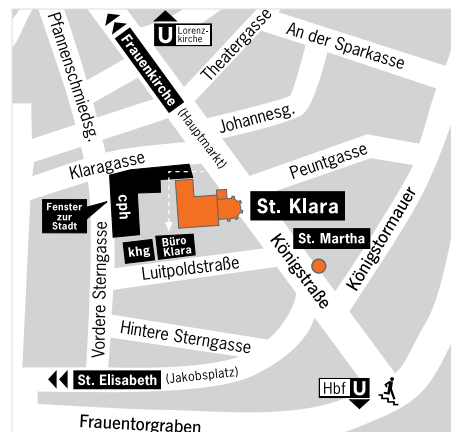 Pfannenschmiedsg.
Frauenkirche
(Hauptmarkt)
U
Lorenz-
kirche
Theatergasse
An der Sparkasse
Johannesg.
Klaragasse
Peuntgasse
Fenster
zur
Stadt
cph
khg
Büro
Klara
St. Klara
St. Martha
Königstraße
Königstormauer
Luitpoldstraße
Vordere Sterngasse
Hintere Sterngasse
St. Elisabeth
(Jakobsplatz)
Hbf U
Frauentorgraben